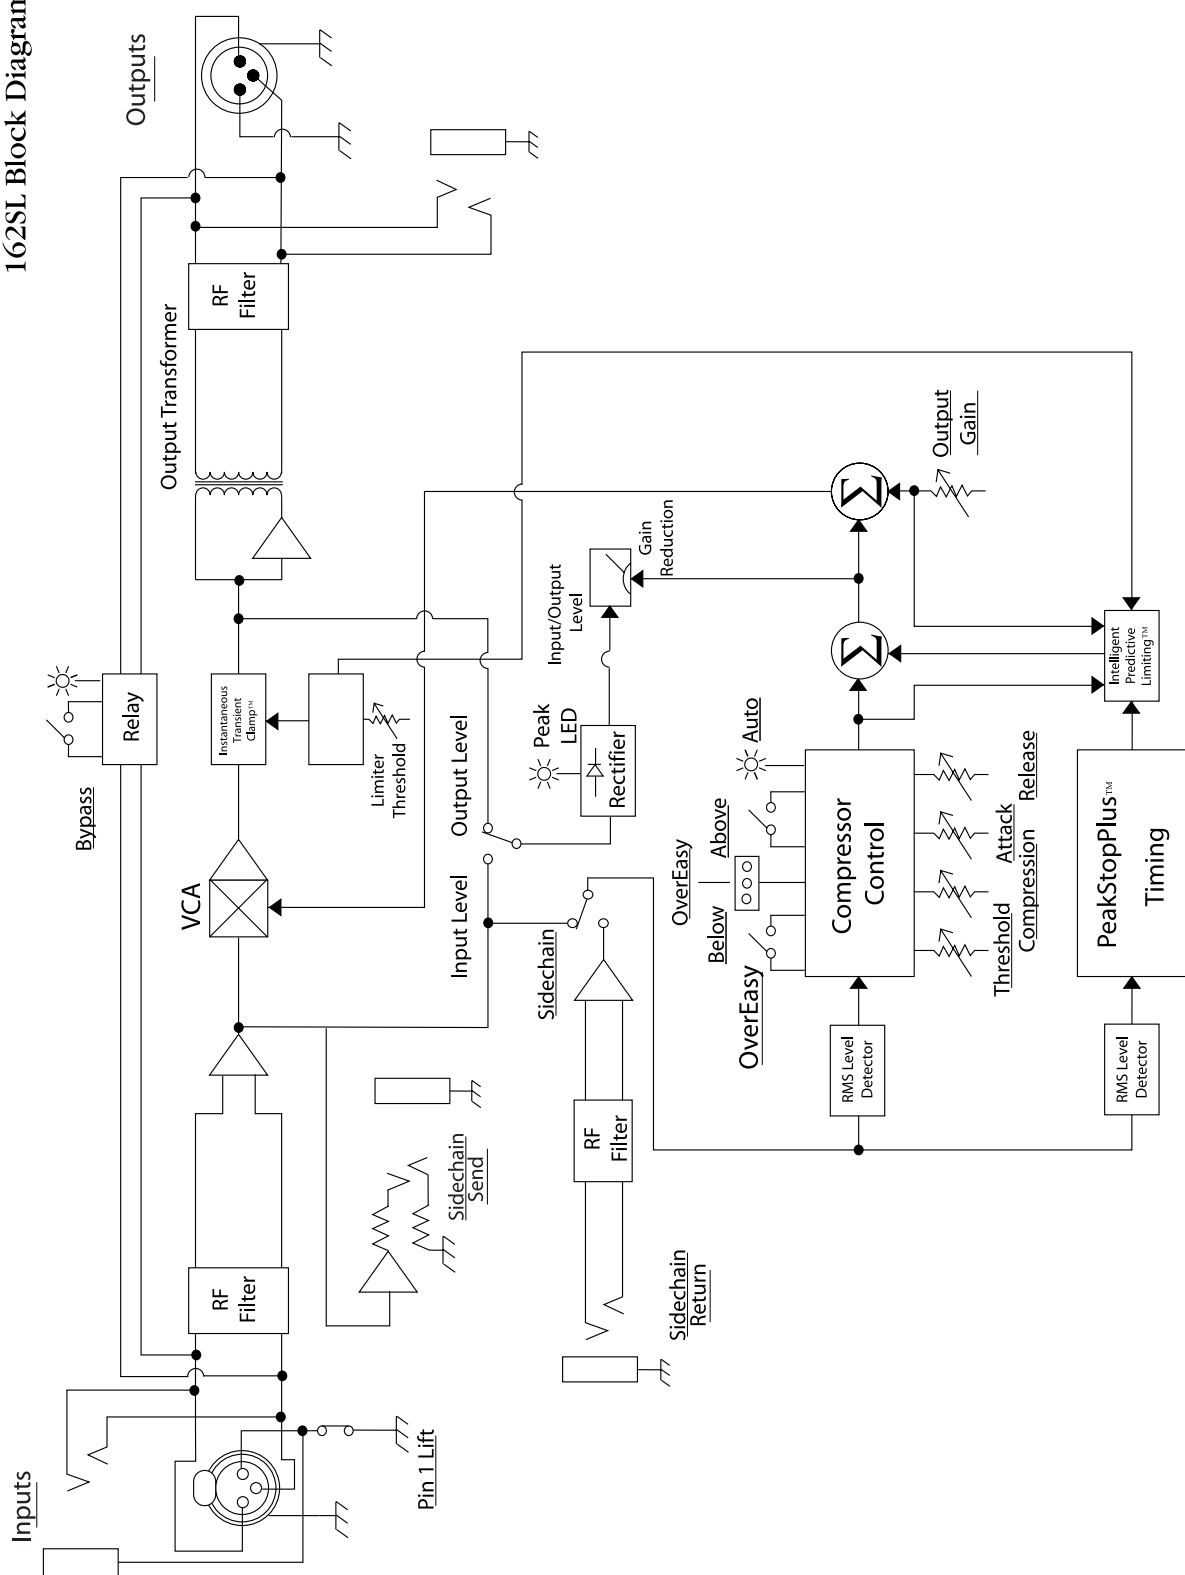 162SL Block Diagram
Inputs
Pin 1 Lift
RF
Filter
Bypass
Relay
VCA
Instantaneous
Transient
Clamp™
Limiter
Threshold
Output Transformer
RF
Filter
Outputs
Sidechain
Send
Input Level
Output Level
Peak
LED
Rectifier
Input/Output
Level
Gain
Reduction
Sidechain
Return
RF
Filter
Sidechain
OverEasy
Below
Above
OverEasy
Auto
RMS Level
Detector
Compressor
Control
Threshold
Compression
Attack
Release
Σ
Σ
Output
Gain
RMS Level
Detector
PeakStopPlus™
Timing
Intelligent
Predictive
Limiting™